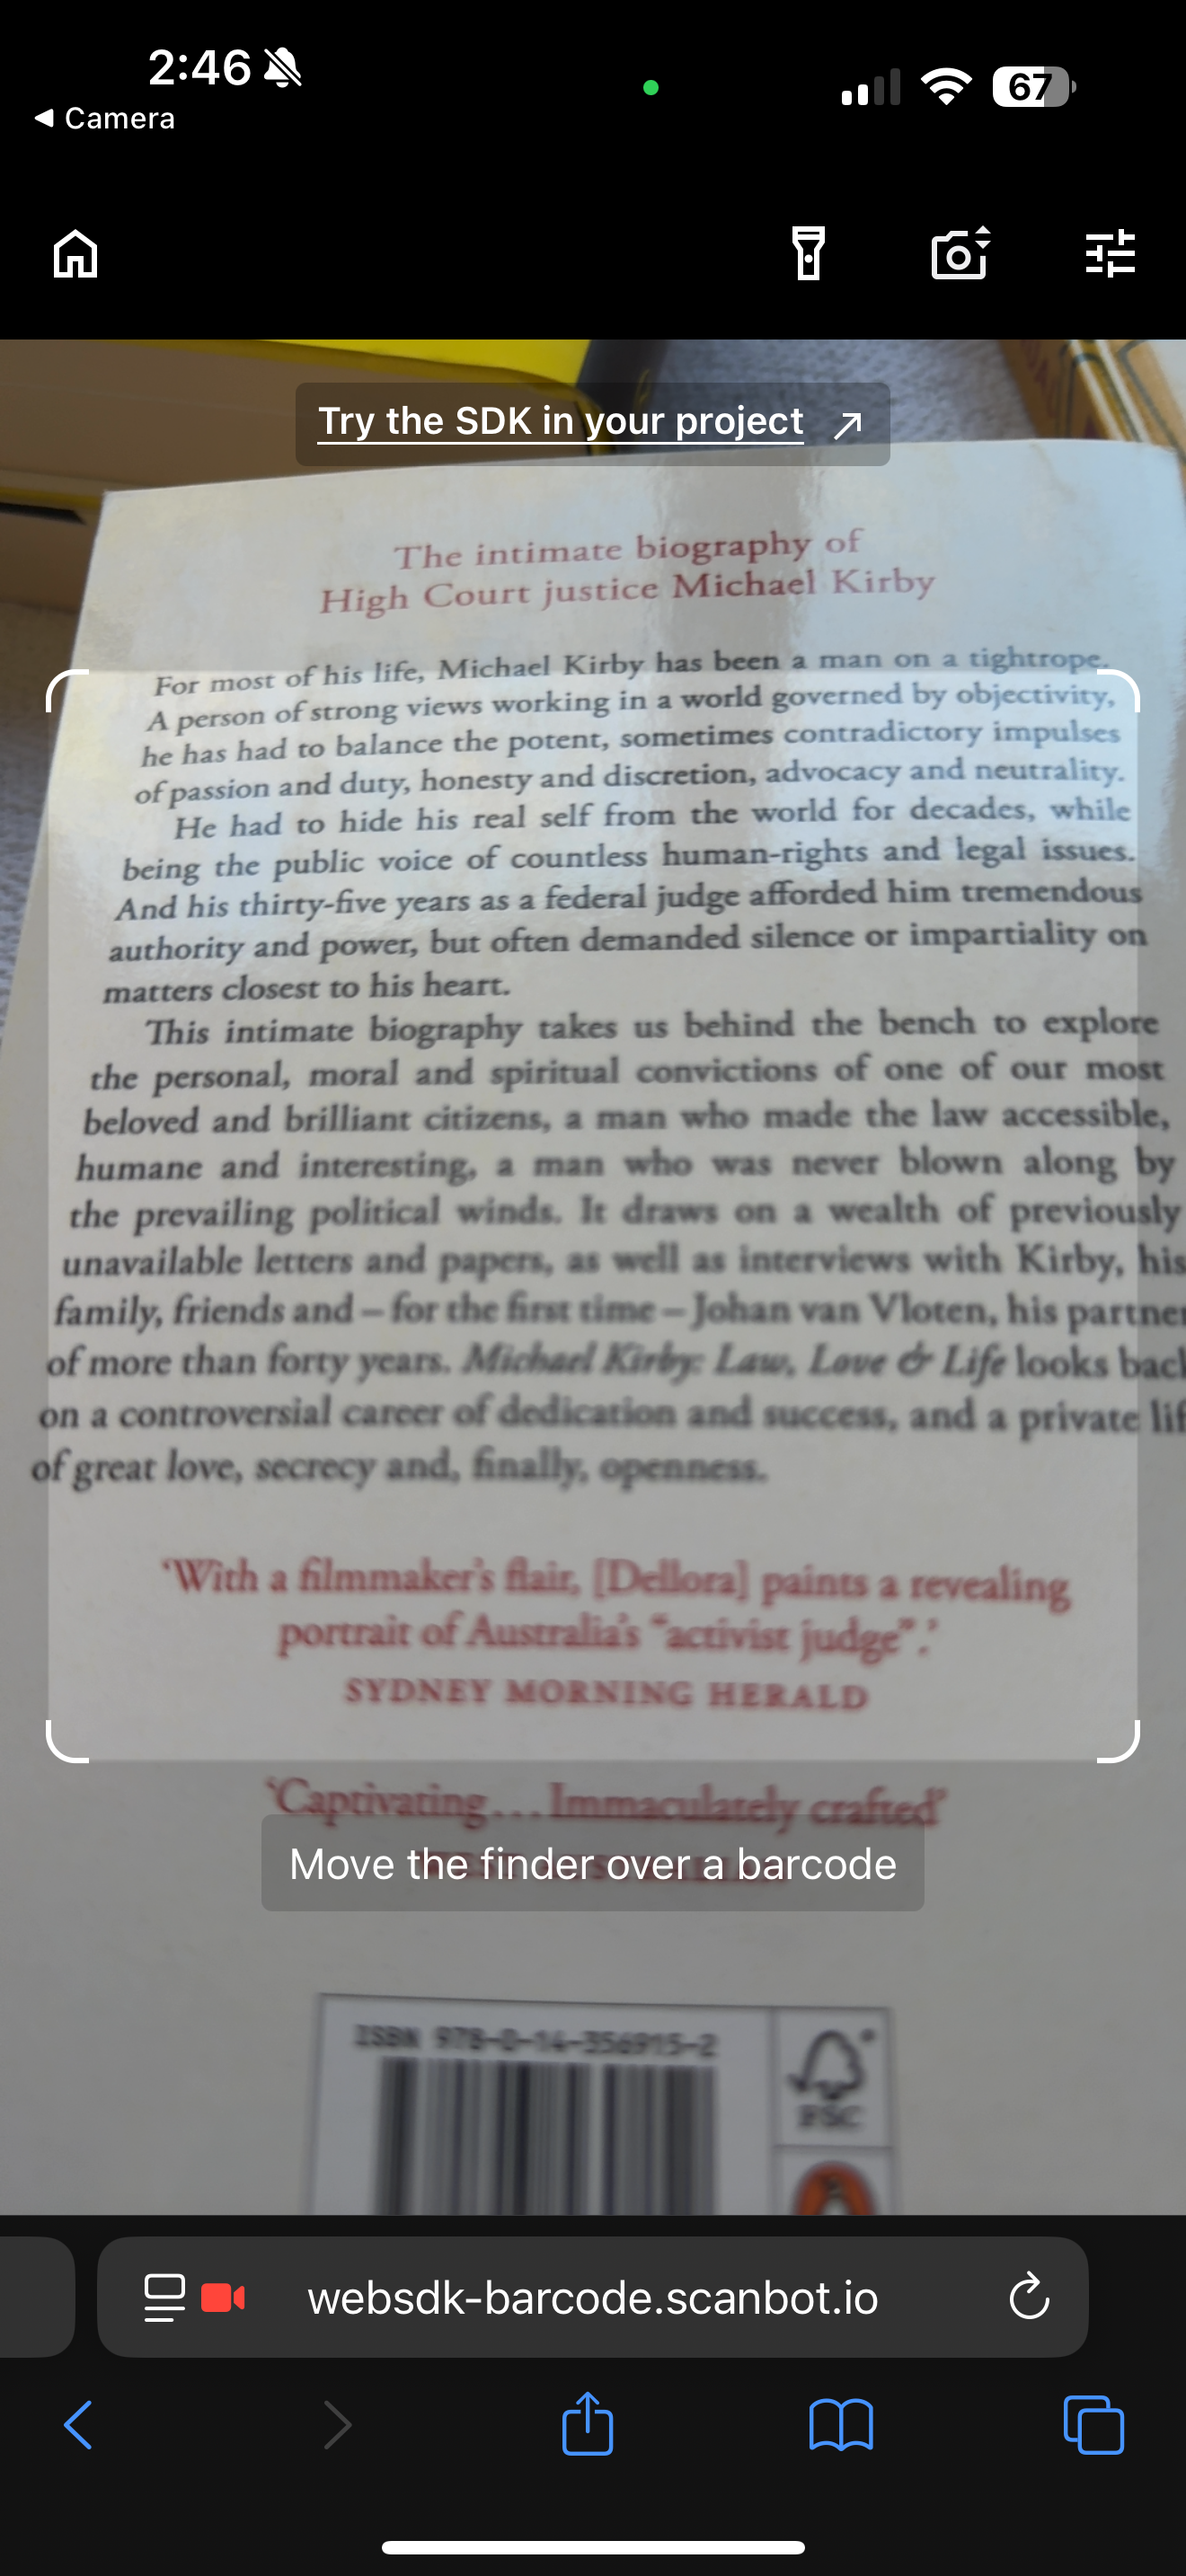 2:46
67
Camera
Try the SDK in your project
The intimate biography of
High Court justice Michael Kirby
For most of his life, Michael Kirby has been a man on a tightrope.
A person of strong views working in a world governed by objectivity,
he has had to balance the potent, sometimes contradictory impulses
of passion and duty, honesty and discretion, advocacy and neutrality.
He had to hide his real self from the world for decades, while
being the public voice of countless human-rights and legal issues.
And his thirty-five years as a federal judge afforded him tremendous
authority and power, but often demanded silence or impartiality on
matters closest to his heart.
This intimate biography takes us behind the bench to explore
the personal, moral and spiritual convictions of one of our most
beloved and brilliant citizens, a man who made the law accessible,
humane and interesting, a man who was never blown along by
the prevailing political winds. It draws on a wealth of previously
unavailable letters and papers, as well as interviews with Kirby, his
family, friends and – for the first time – Johan van Vloten, his partner
of more than forty years. Michael Kirby: Law, Love & Life looks back
on a controversial career of dedication and success, and a private lif
of great love, secrecy and, finally, openness.
‘With a filmmaker’s flair, [Dellora] paints a revealing
portrait of Australia’s “activist judge”.’
SYDNEY MORNING HERALD
‘Captivating... Immaculately crafted’
Move the finder over a barcode
ISBN 978-0-14-356915-2
FSC
websdk-barcode.scanbot.io